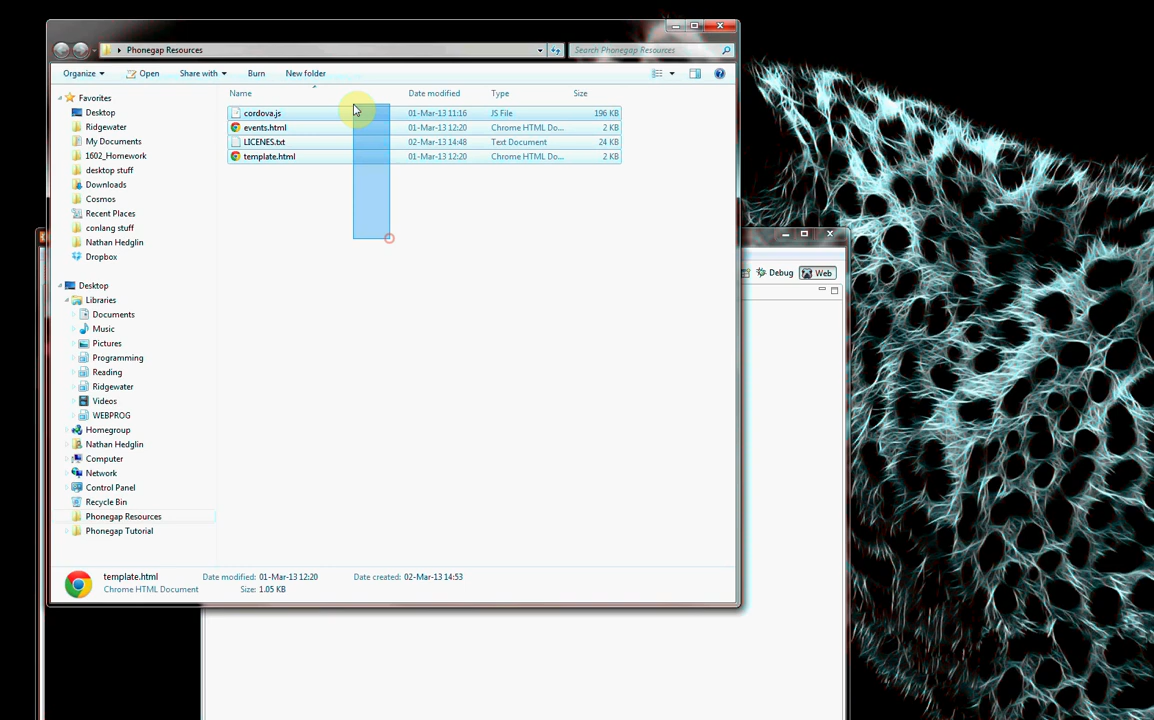 Phonegap Resources
Search Phonegap Resources
Organize Open Share with Burn New folder
Name Date modified Type Size
cordova.js 01-Mar-13 11:16 JS File 196 KB
events.html 01-Mar-13 12:20 Chrome HTML Do... 2 KB
LICENES.txt 02-Mar-13 14:48 Text Document 24 KB
template.html 01-Mar-13 12:20 Chrome HTML Do... 2 KB
Favorites
Desktop
Ridgewater
My Documents
1602_Homework
desktop stuff
Downloads
Cosmos
Recent Places
conlang stuff
Nathan Hedglin
Dropbox
Desktop
Libraries
Documents
Music
Pictures
Programming
Reading
Ridgewater
Videos
WEBPROG
Homegroup
Nathan Hedglin
Computer
Network
Control Panel
Recycle Bin
Phonegap Resources
Phonegap Tutorial
template.html Date modified: 01-Mar-13 12:20 Date created: 02-Mar-13 14:53
Chrome HTML Document Size: 1.05 KB
Debug Web